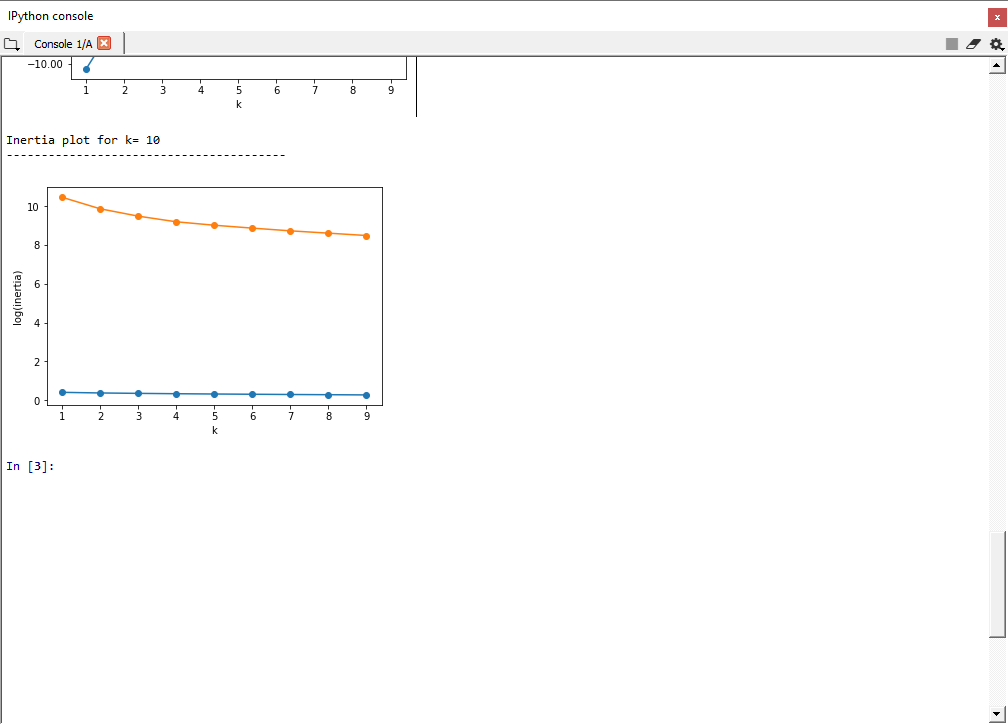 IPython console
Console 1/A
−10.00
1 2 3 4 5 6 7 8 9
k
Inertia plot for k= 10
----------------------------------------
10
8
6
4
2
0
log(inertia)
1 2 3 4 5 6 7 8 9
k
In [3]: